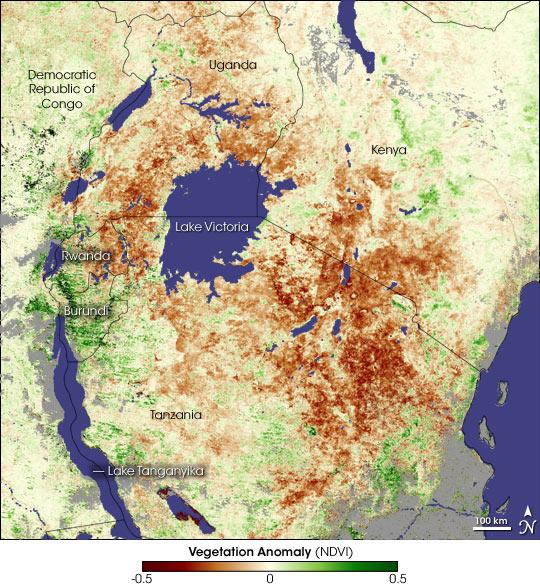 Uganda
Democratic
Republic of
Congo
Kenya
Lake Victoria
Rwanda
Burundi
Tanzania
Lake Tanganyika
100 km
N
Vegetation Anomaly (NDVI)
-0.5 0 0.5